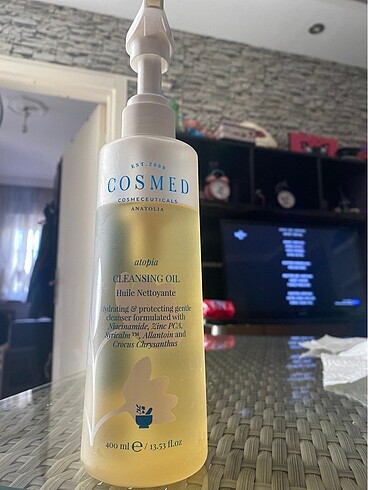 EST. 2000
COSMED
COSMECEUTICALS
ANATOLIA
atopia
CLEANSING OIL
Huile Nettoyante
hydrating & protecting gentle
cleanser formulated with
Niacinamide, Zinc PCA,
Syricalm™, Allantoin and
Crocus Chrysanthus
400 ml ℮ / 13.53 fl.oz